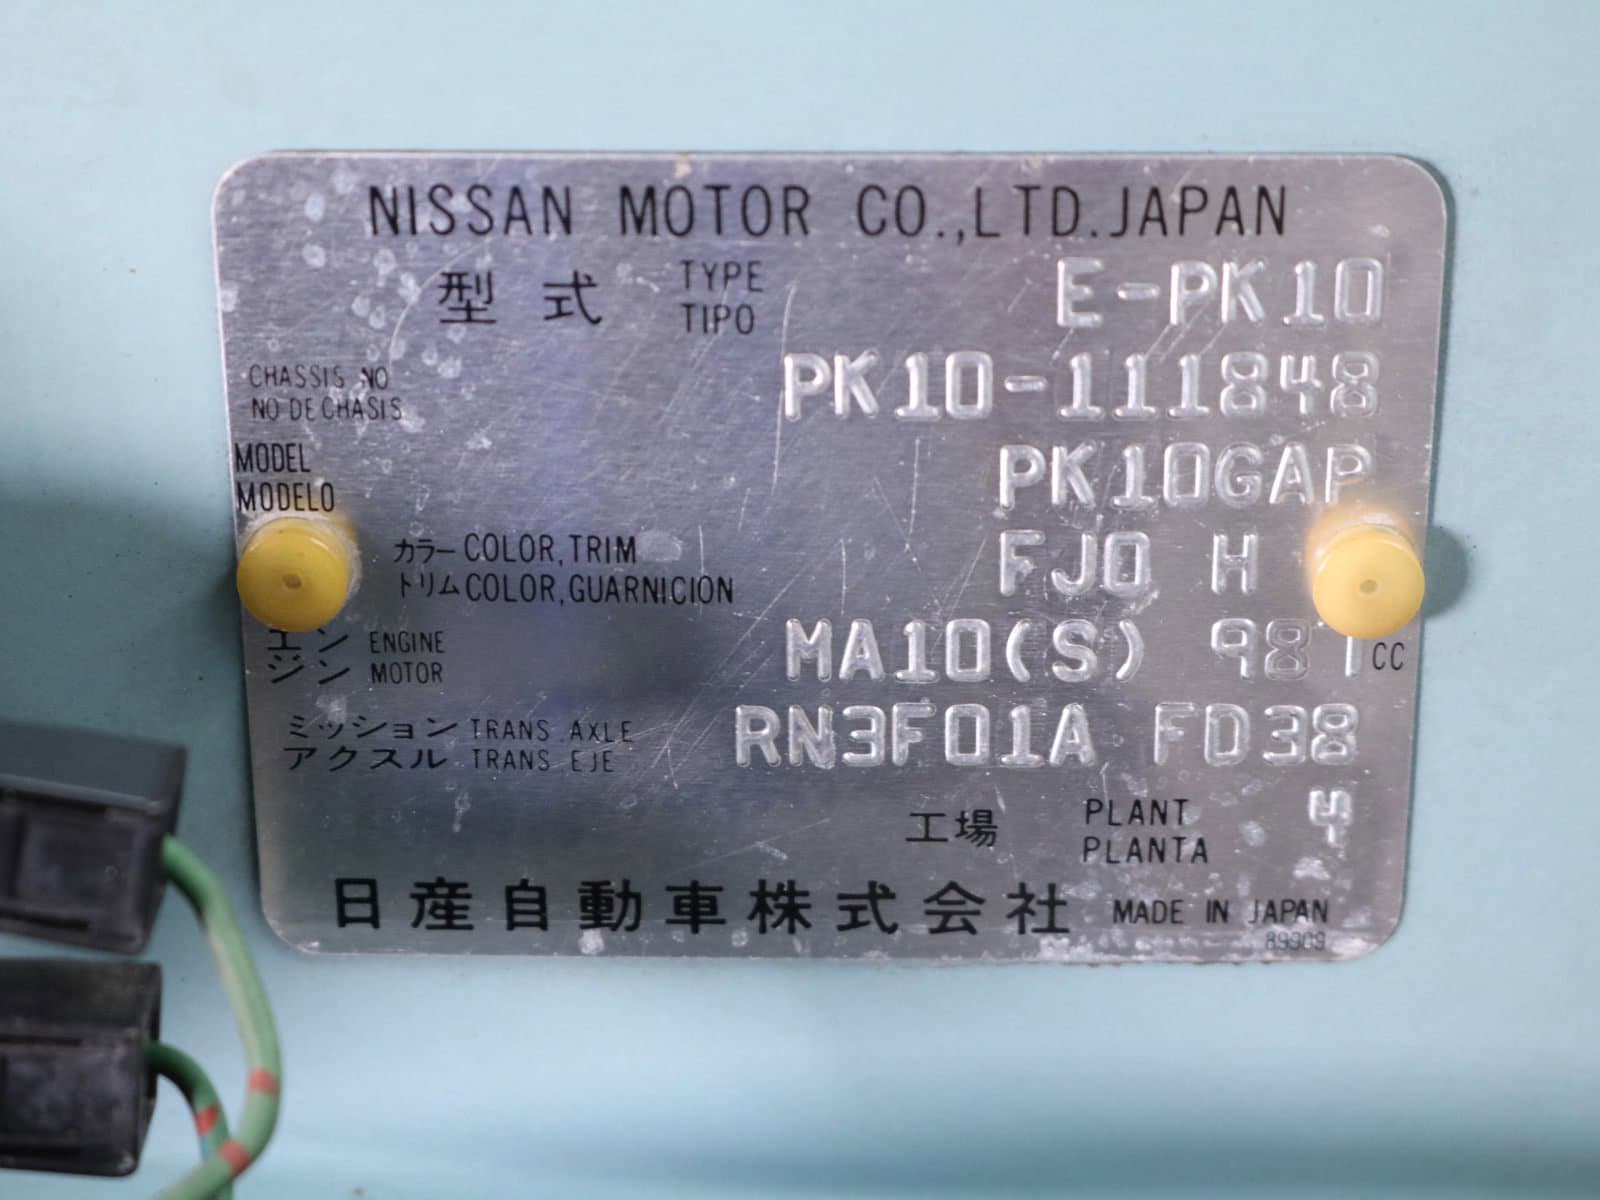 NISSAN MOTOR CO.,LTD.JAPAN
型式 TYPE TIPO E-PK10
CHASSIS NO
NO DE CHASIS PK10-111848
MODEL
MODELO PK10GAP
カラー COLOR,TRIM
トリム COLOR,GUARNICION FJ0 H
エンジン ENGINE
MOTOR MA10(S) 987CC
ミッション TRANS.AXLE
アクスル TRANS EJE RN3F01A FD38
工場 PLANT
PLANTA 4
日産自動車株式会社 MADE IN JAPAN
89909